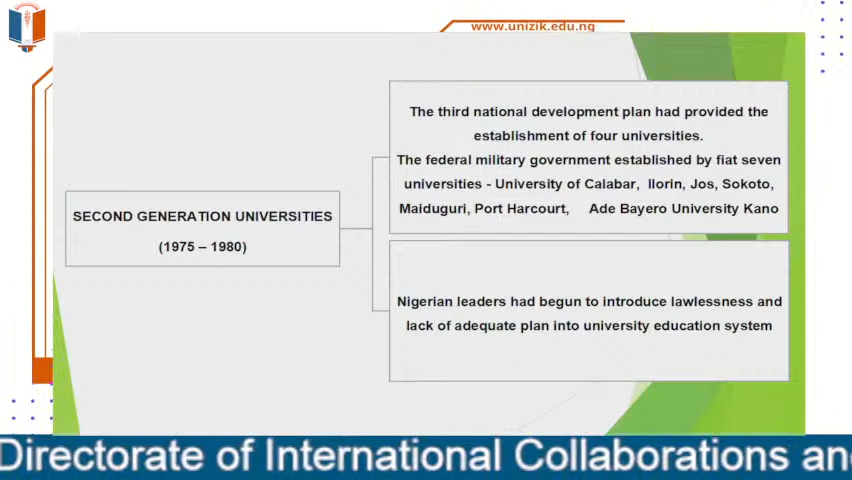 www.unizik.edu.ng
The third national development plan had provided the
establishment of four universities.
The federal military government established by fiat seven
universities - University of Calabar, Ilorin, Jos, Sokoto,
Maiduguri, Port Harcourt, Ade Bayero University Kano
SECOND GENERATION UNIVERSITIES
(1975 – 1980)
Nigerian leaders had begun to introduce lawlessness and
lack of adequate plan into university education system
Directorate of International Collaborations an